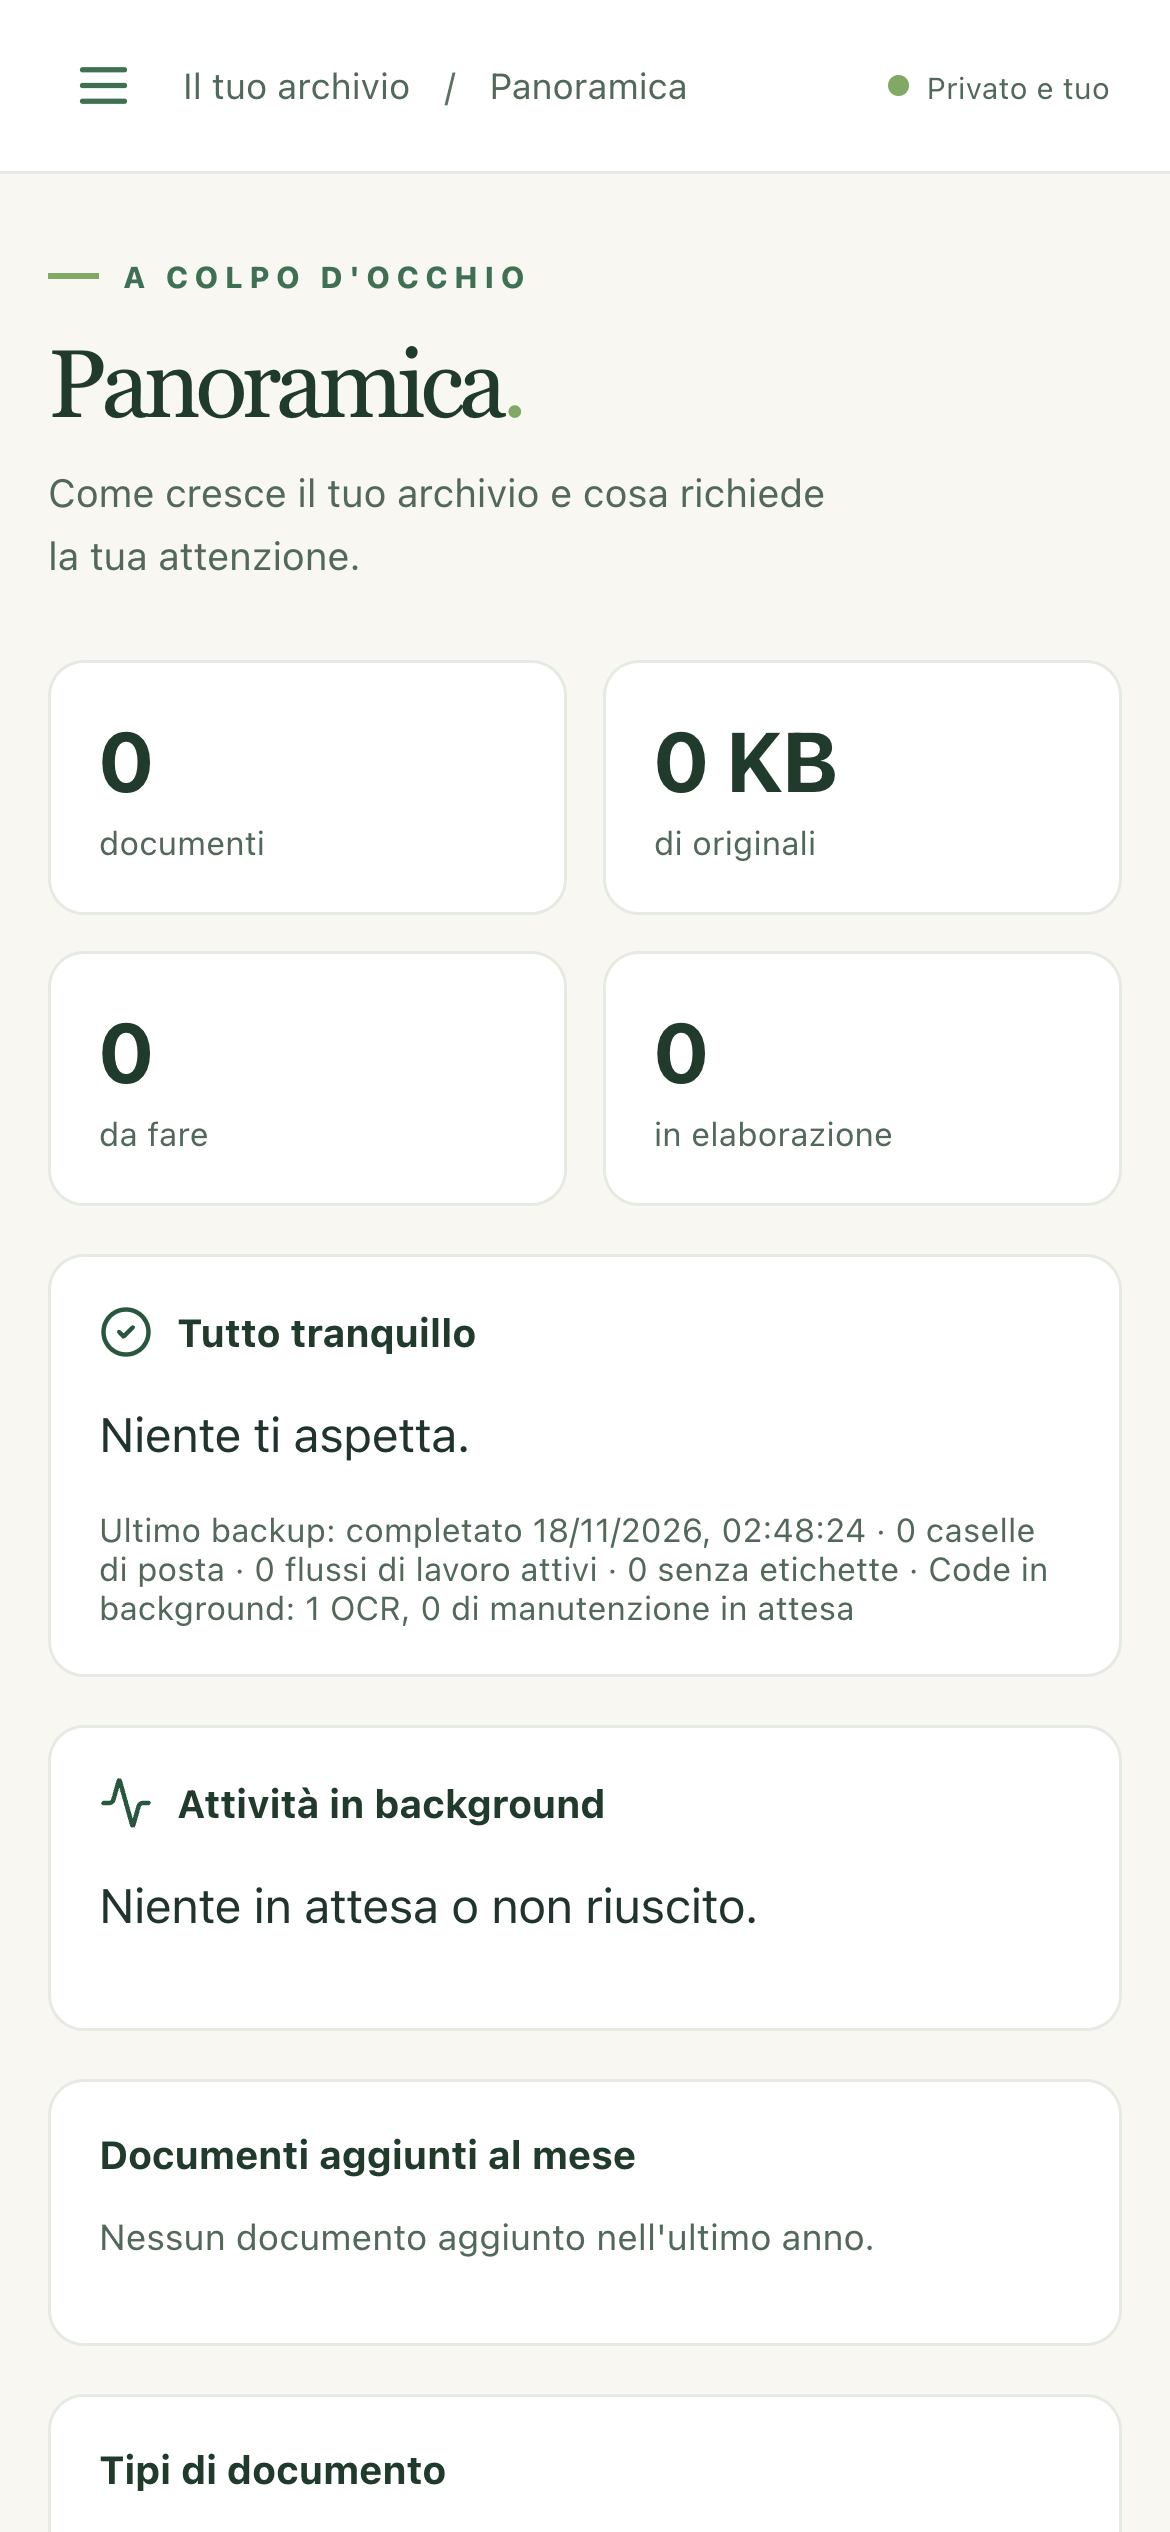 Il tuo archivio / Panoramica
Privato e tuo
A COLPO D'OCCHIO
Panoramica.
Come cresce il tuo archivio e cosa richiede
la tua attenzione.
0
documenti
0 KB
di originali
0
da fare
0
in elaborazione
Tutto tranquillo
Niente ti aspetta.
Ultimo backup: completato 18/11/2026, 02:48:24 · 0 caselle
di posta · 0 flussi di lavoro attivi · 0 senza etichette · Code in
background: 1 OCR, 0 di manutenzione in attesa
Attività in background
Niente in attesa o non riuscito.
Documenti aggiunti al mese
Nessun documento aggiunto nell'ultimo anno.
Tipi di documento